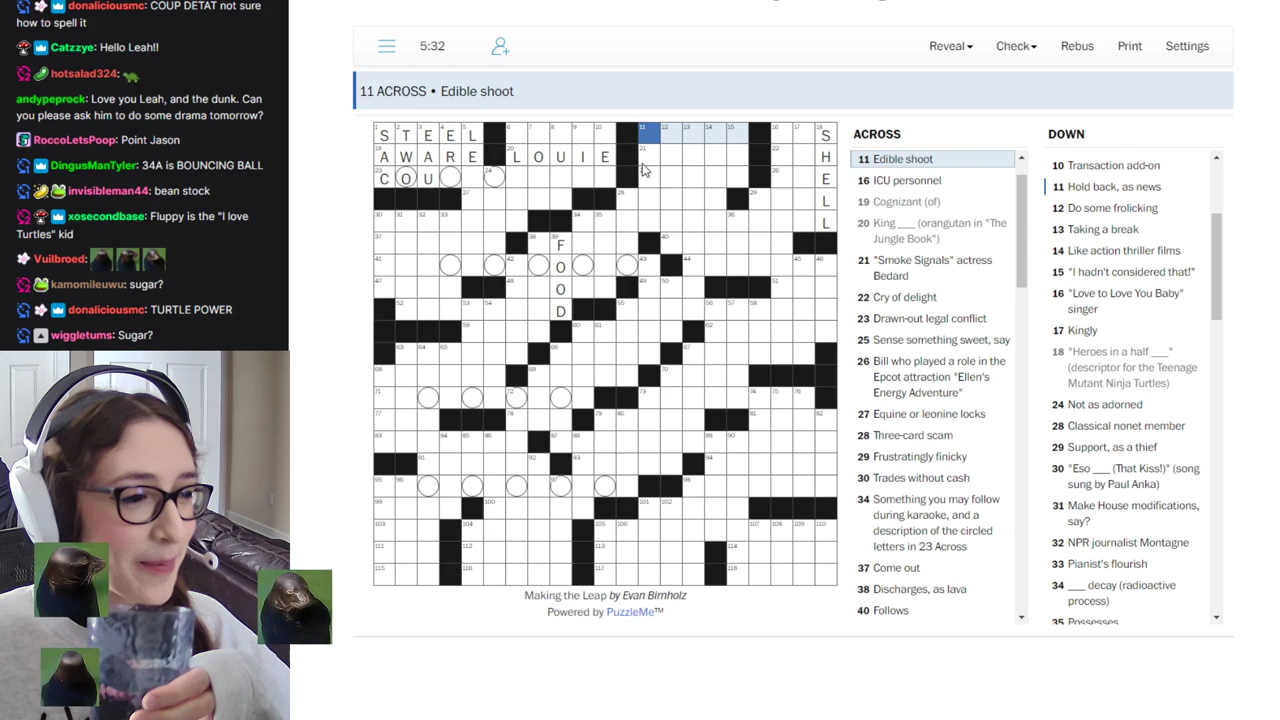 donaliciousmc: COUP DETAT not sure
how to spell it
Catzzye: Hello Leah!!
hotsalad324:
andypeprock: Love you Leah, and the dunk. Can
you please ask him to do some drama tomorrow?
RoccoLetsPoop: Point Jason
DingusManTyler: 34A is BOUNCING BALL
invisibleman44: bean stock
xosecondbase: Fluppy is the "I love
Turtles" kid
Vuilbroed:
kamomileuwu: sugar?
donaliciousmc: TURTLE POWER
wiggletums: Sugar?
5:32
Reveal
Check
Rebus
Print
Settings
11 ACROSS • Edible shoot
S T E E L
S
A W A R E
L O U I E
H
C O U
E
L
L
F
O
O
D
Making the Leap by Evan Birnholz
Powered by PuzzleMe™
ACROSS
11 Edible shoot
16 ICU personnel
19 Cognizant (of)
20 King ___ (orangutan in "The
Jungle Book")
21 "Smoke Signals" actress
Bedard
22 Cry of delight
23 Drawn-out legal conflict
25 Sense something sweet, say
26 Bill who played a role in the
Epcot attraction "Ellen's
Energy Adventure"
27 Equine or leonine locks
28 Three-card scam
29 Frustratingly finicky
30 Trades without cash
34 Something you may follow
during karaoke, and a
description of the circled
letters in 23 Across
37 Come out
38 Discharges, as lava
40 Follows
DOWN
10 Transaction add-on
11 Hold back, as news
12 Do some frolicking
13 Taking a break
14 Like action thriller films
15 "I hadn't considered that!"
16 "Love to Love You Baby"
singer
17 Kingly
18 "Heroes in a half ___"
(descriptor for the Teenage
Mutant Ninja Turtles)
24 Not as adorned
28 Classical nonet member
29 Support, as a thief
30 "Eso ___ (That Kiss!)" (song
sung by Paul Anka)
31 Make House modifications,
say?
32 NPR journalist Montagne
33 Pianist's flourish
34 ___ decay (radioactive
process)
35 Possesses